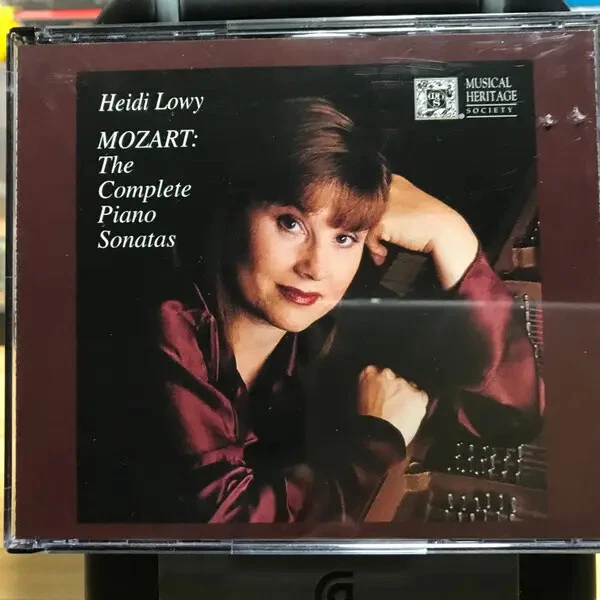 Heidi Lowy
MOZART:
The
Complete
Piano
Sonatas
MUSICAL
HERITAGE
SOCIETY